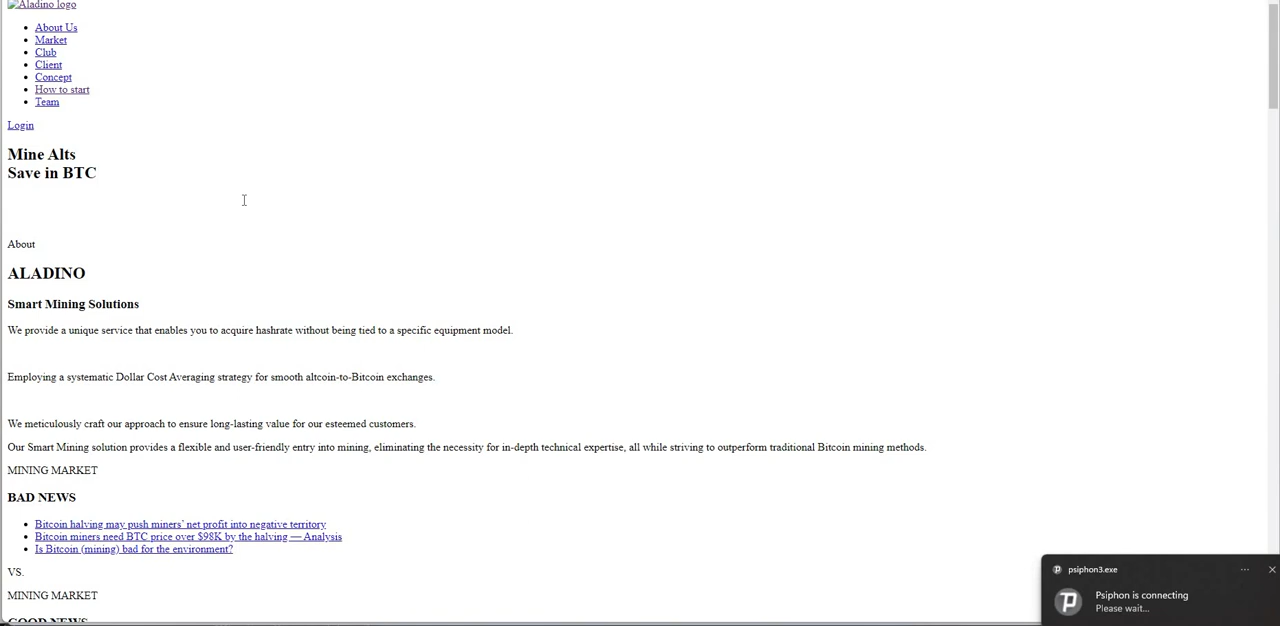 Aladino logo
About Us
Market
Club
Client
Concept
How to start
Team
Login
Mine Alts
Save in BTC
About
ALADINO
Smart Mining Solutions
We provide a unique service that enables you to acquire hashrate without being tied to a specific equipment model.
Employing a systematic Dollar Cost Averaging strategy for smooth altcoin-to-Bitcoin exchanges.
We meticulously craft our approach to ensure long-lasting value for our esteemed customers.
Our Smart Mining solution provides a flexible and user-friendly entry into mining, eliminating the necessity for in-depth technical expertise, all while striving to outperform traditional Bitcoin mining methods.
MINING MARKET
BAD NEWS
Bitcoin halving may push miners' net profit into negative territory
Bitcoin miners need BTC price over $98K by the halving — Analysis
Is Bitcoin (mining) bad for the environment?
VS.
MINING MARKET
GOOD NEWS
psiphon3.exe
Psiphon is connecting
Please wait...